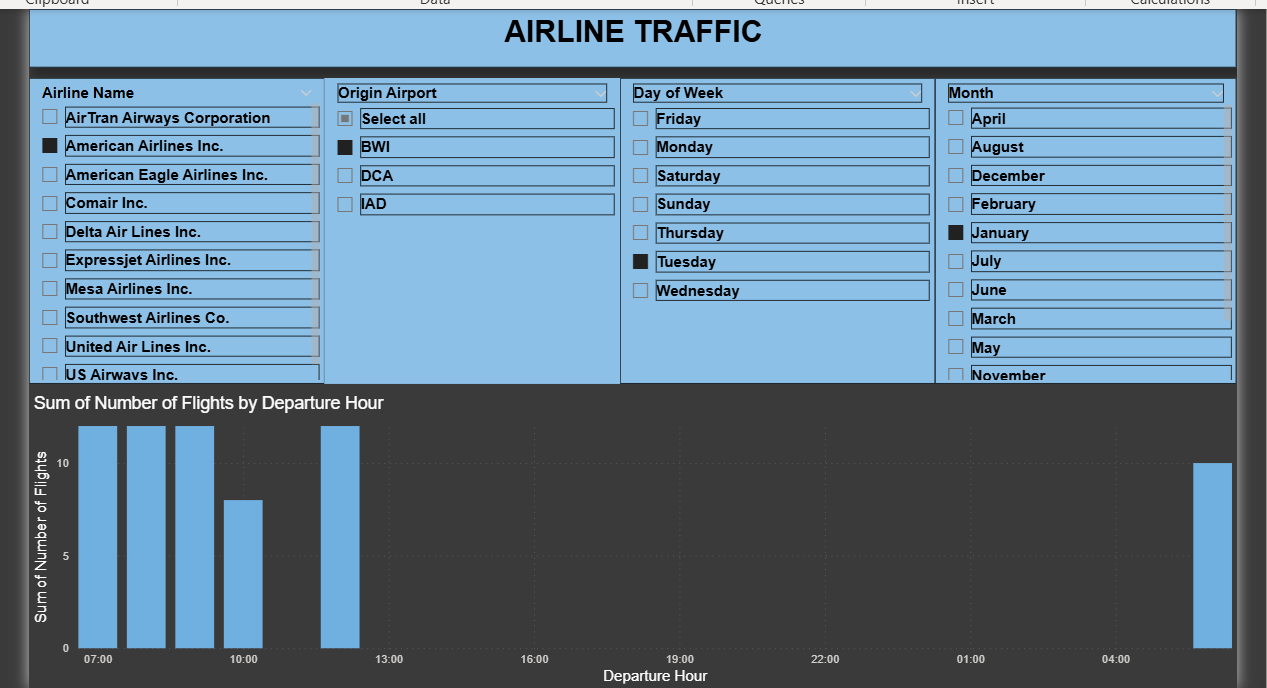 Clipboard Data Queries Insert Calculations
AIRLINE TRAFFIC
Airline Name
AirTran Airways Corporation
American Airlines Inc.
American Eagle Airlines Inc.
Comair Inc.
Delta Air Lines Inc.
Expressjet Airlines Inc.
Mesa Airlines Inc.
Southwest Airlines Co.
United Air Lines Inc.
US Airways Inc.
Origin Airport
Select all
BWI
DCA
IAD
Day of Week
Friday
Monday
Saturday
Sunday
Thursday
Tuesday
Wednesday
Month
April
August
December
February
January
July
June
March
May
November
Sum of Number of Flights by Departure Hour
Sum of Number of Flights
10
5
0
07:00 10:00 13:00 16:00 19:00 22:00 01:00 04:00
Departure Hour